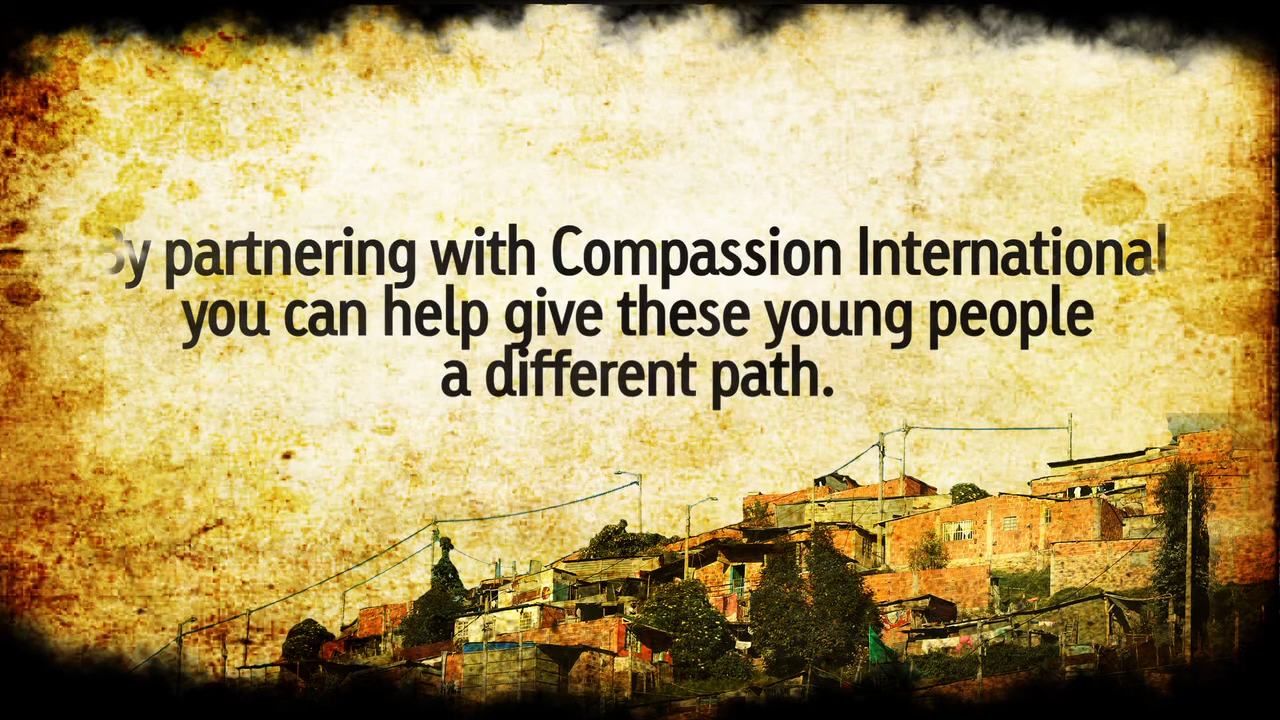 By partnering with Compassion International
you can help give these young people
a different path.